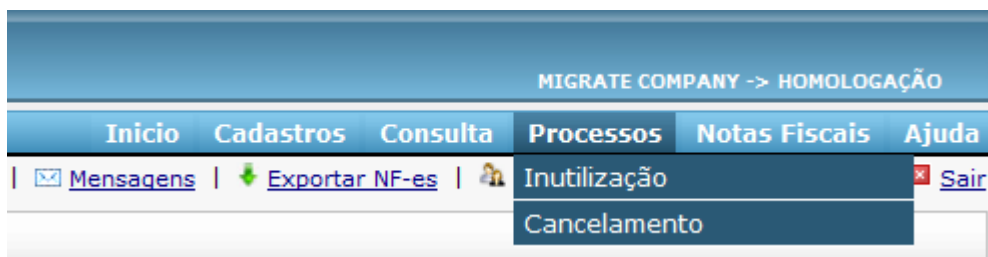 MIGRATE COMPANY -> HOMOLOGAÇÃO
Inicio Cadastros Consulta Processos Notas Fiscais Ajuda
| Mensagens | Exportar NF-es | Sair
Inutilização
Cancelamento